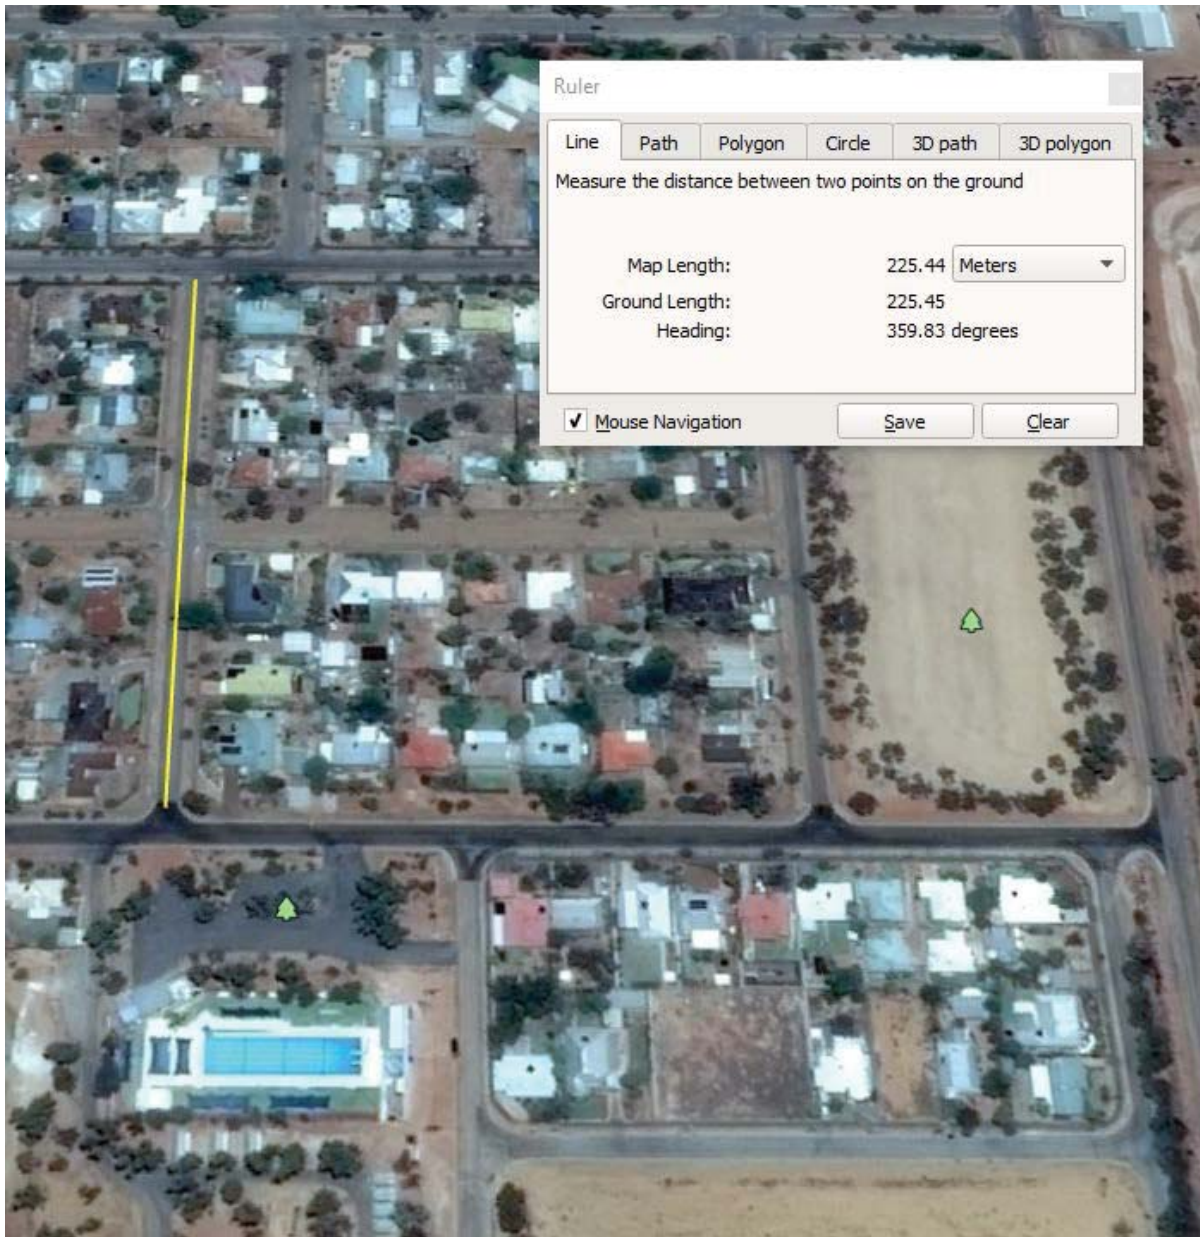 Ruler
Line Path Polygon Circle 3D path 3D polygon
Measure the distance between two points on the ground
Map Length: 225.44 Meters
Ground Length: 225.45
Heading: 359.83 degrees
Mouse Navigation Save Clear